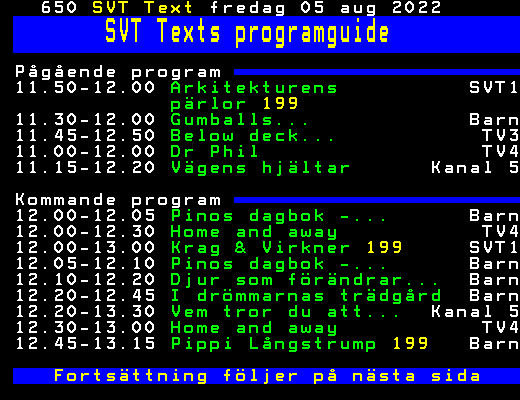 650 SVT Text fredag 05 aug 2022
SVT Texts programguide
Pågående program
11.50-12.00 Arkitekturens SVT1
pärlor 199
11.30-12.00 Gumballs... Barn
11.45-12.50 Below deck... TV3
11.00-12.00 Dr Phil TV4
11.15-12.20 Vägens hjältar Kanal 5
Kommande program
12.00-12.05 Pinos dagbok -... Barn
12.00-12.30 Home and away TV4
12.00-13.00 Krag & Virkner 199 SVT1
12.05-12.10 Pinos dagbok -... Barn
12.10-12.20 Djur som förändrar... Barn
12.20-12.45 I drömmarnas trädgård Barn
12.20-13.30 Vem tror du att... Kanal 5
12.30-13.00 Home and away TV4
12.45-13.15 Pippi Långstrump 199 Barn
Fortsättning följer på nästa sida